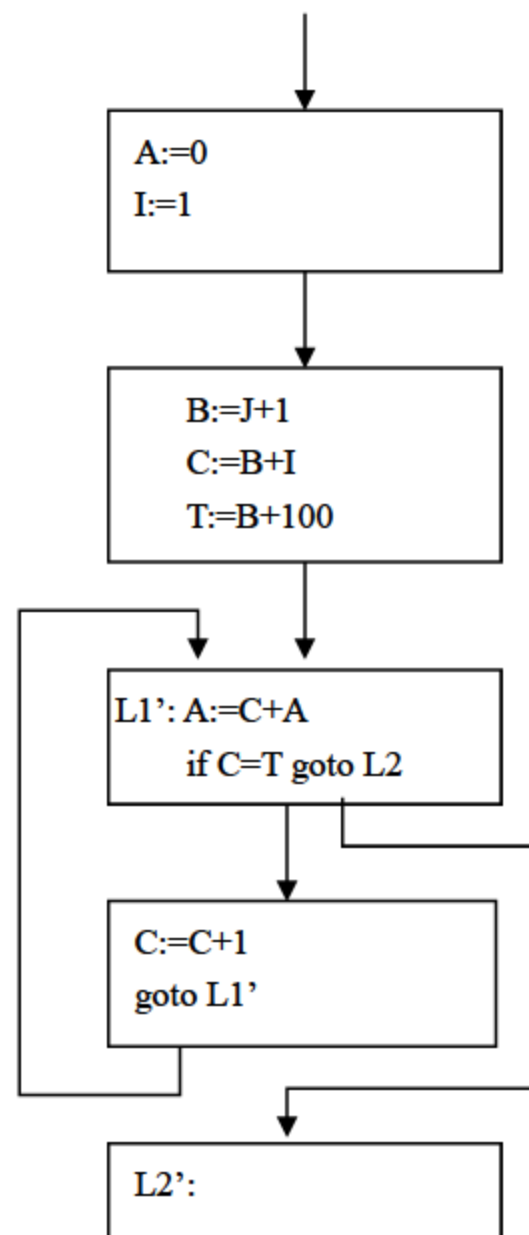 A:=0
I:=1
B:=J+1
C:=B+I
T:=B+100
L1’: A:=C+A
if C=T goto L2
C:=C+1
goto L1’
L2’: